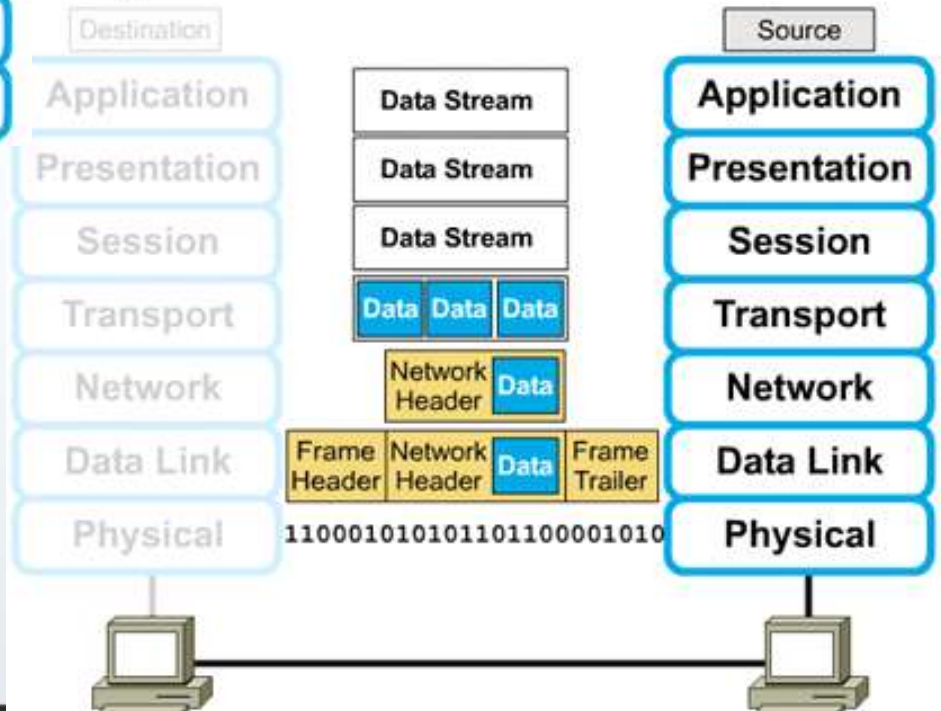 Destination
Source
Application
Data Stream
Application
Presentation
Data Stream
Presentation
Session
Data Stream
Session
Transport
Data Data Data
Transport
Network
Network Header
Data
Network
Data Link
Frame Header
Network Header
Data
Frame Trailer
Data Link
Physical
110001010101101100001010
Physical